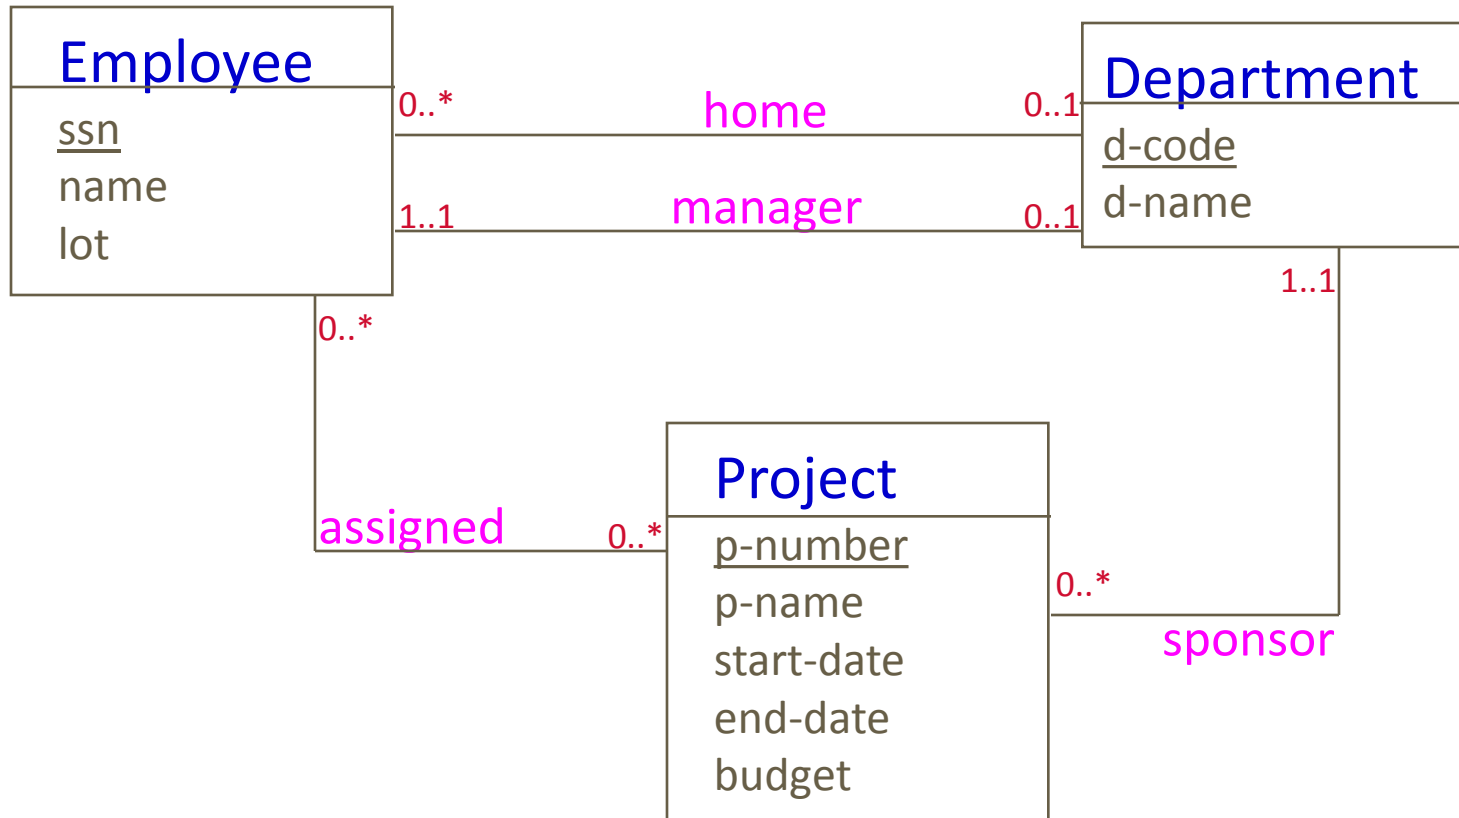 Employee
ssn
name
lot
0..*
home
0..1
1..1
manager
0..1
Department
d-code
d-name
0..*
assigned
0..*
1..1
0..*
sponsor
Project
p-number
p-name
start-date
end-date
budget